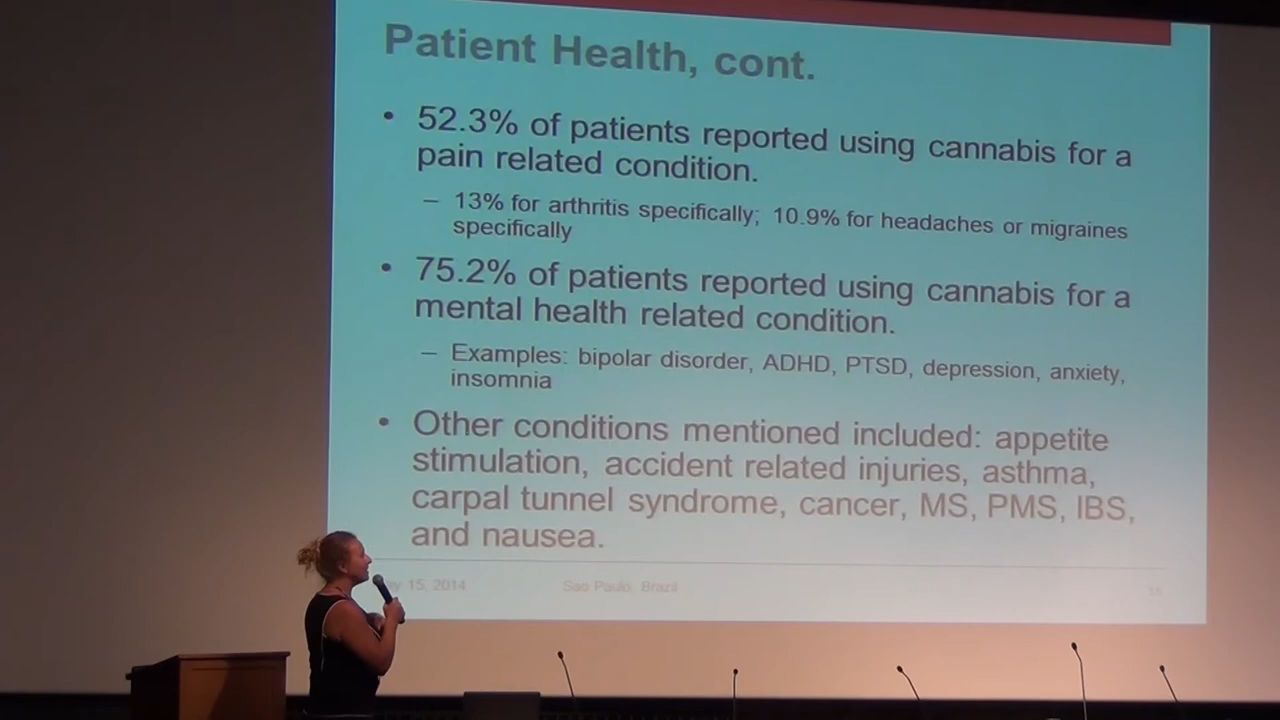 Patient Health, cont.
• 52.3% of patients reported using cannabis for a
pain related condition.
– 13% for arthritis specifically; 10.9% for headaches or migraines
specifically
• 75.2% of patients reported using cannabis for a
mental health related condition.
– Examples: bipolar disorder, ADHD, PTSD, depression, anxiety,
insomnia
• Other conditions mentioned included: appetite
stimulation, accident related injuries, asthma,
carpal tunnel syndrome, cancer, MS, PMS, IBS,
and nausea.
15, 2014 Sao Paulo, Brazil